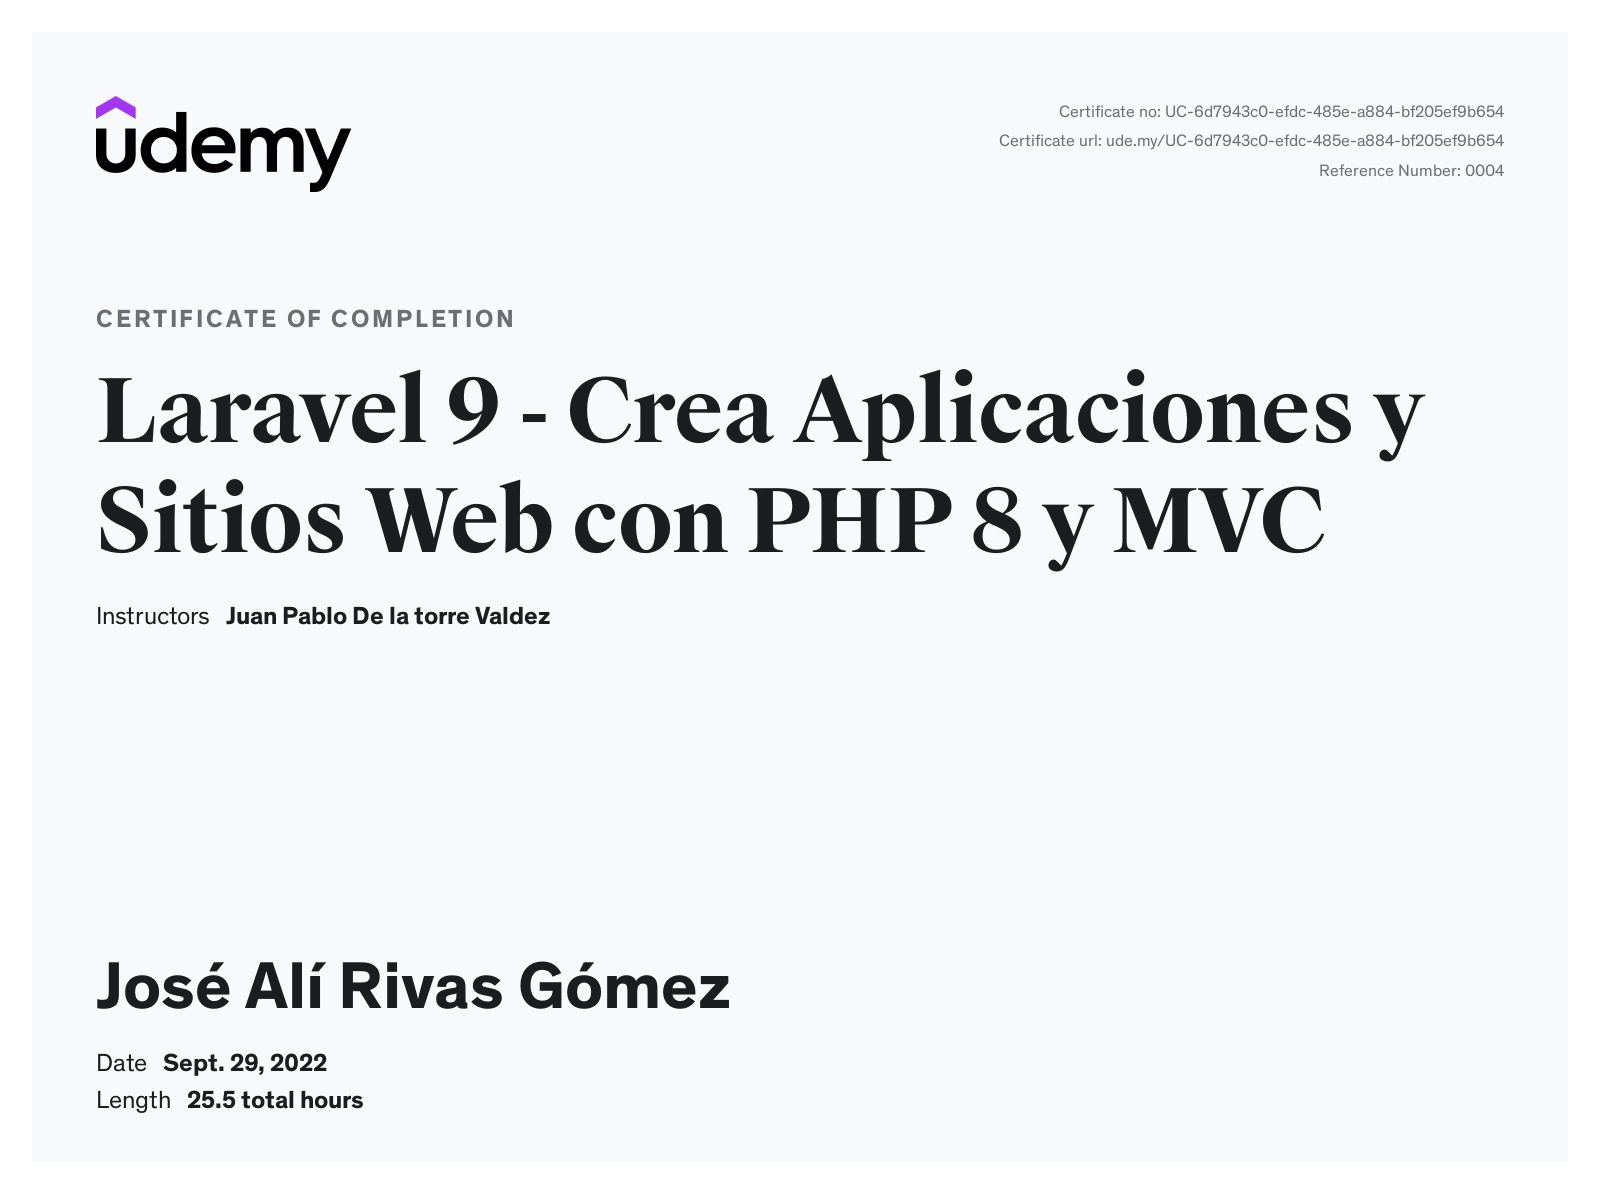 udemy
Certificate no: UC-6d7943c0-efdc-485e-a884-bf205ef9b654
Certificate url: ude.my/UC-6d7943c0-efdc-485e-a884-bf205ef9b654
Reference Number: 0004
CERTIFICATE OF COMPLETION
Laravel 9 - Crea Aplicaciones y
Sitios Web con PHP 8 y MVC
Instructors Juan Pablo De la torre Valdez
José Alí Rivas Gómez
Date Sept. 29, 2022
Length 25.5 total hours